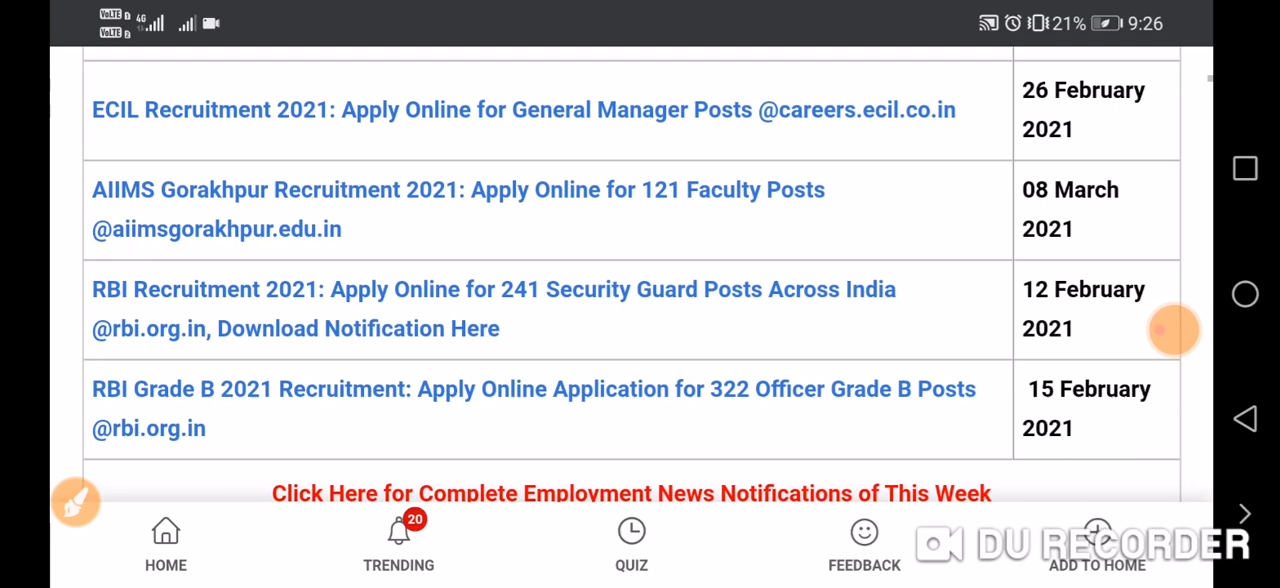 VoLTE 1
VoLTE 2
4G
21%
9:26
ECIL Recruitment 2021: Apply Online for General Manager Posts @careers.ecil.co.in
26 February
2021
AIIMS Gorakhpur Recruitment 2021: Apply Online for 121 Faculty Posts
@aiimsgorakhpur.edu.in
08 March
2021
RBI Recruitment 2021: Apply Online for 241 Security Guard Posts Across India
@rbi.org.in, Download Notification Here
12 February
2021
RBI Grade B 2021 Recruitment: Apply Online Application for 322 Officer Grade B Posts
@rbi.org.in
15 February
2021
Click Here for Complete Employment News Notifications of This Week
20
HOME
TRENDING
QUIZ
FEEDBACK
ADD TO HOME
DU RECORDER